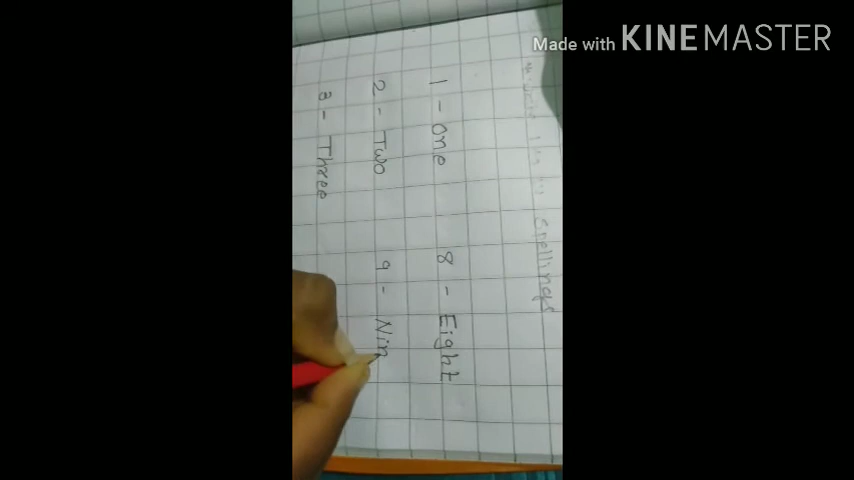 Made with KINEMASTER
Spellings
1 - One
2 - Two
3 - Three
8 - Eight
9 - Nin